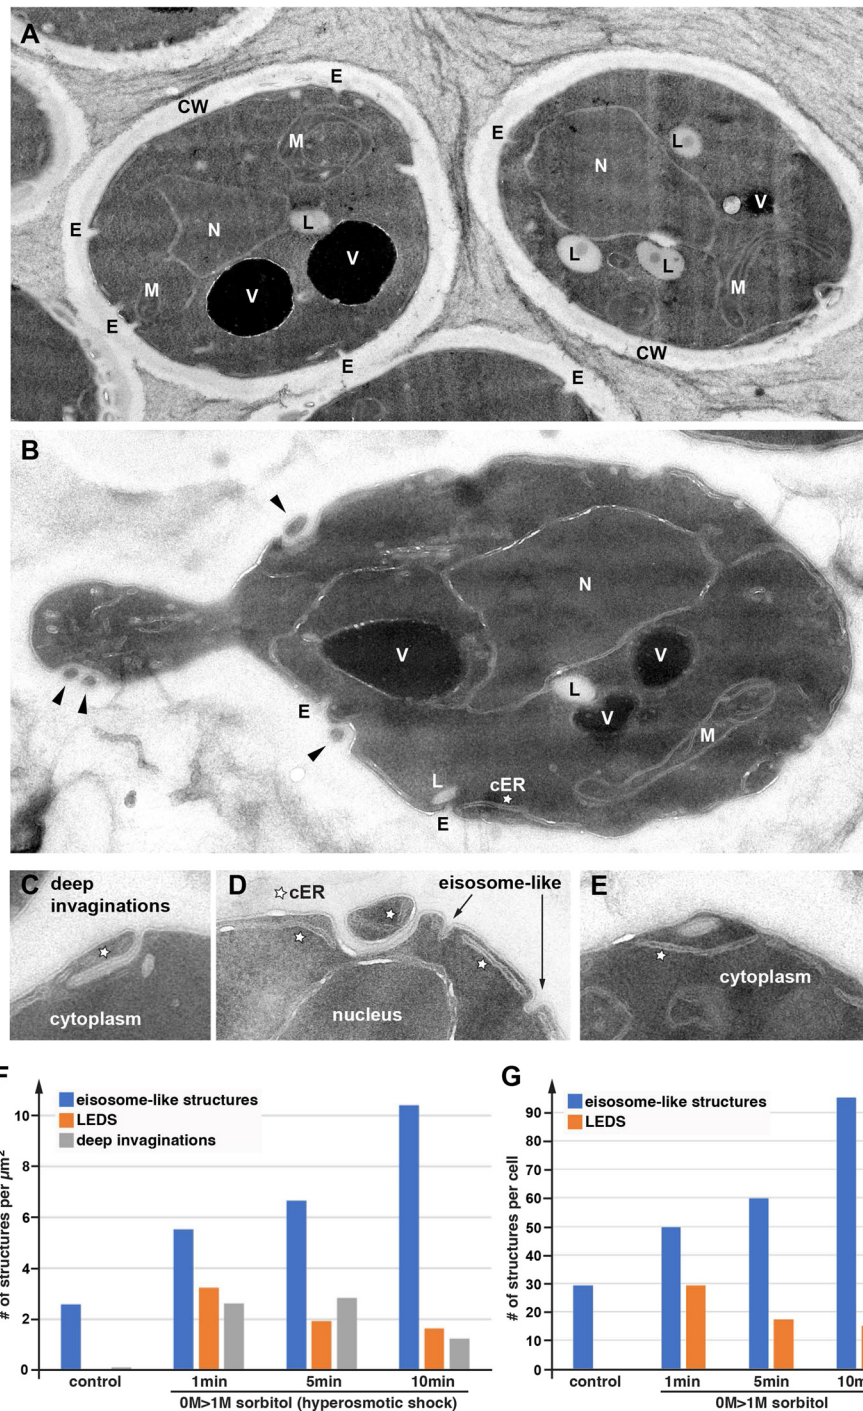 A
E
CW
M
E
L
L
N
V
N
E
V
L
L
V
M
M
E
E
E
CW
B
N
V
V
L
E
V
M
L
cER
E
C
deep
invaginations
cytoplasm
D
cER
eisosome-like
nucleus
E
cytoplasm
F
eisosome-like structures
LEDS
deep invaginations
# of structures per µm²
10
8
6
4
2
0
control
1min
5min
10min
0M>1M sorbitol (hyperosmotic shock)
G
eisosome-like structures
LEDS
# of structures per cell
90
80
70
60
50
40
30
20
10
0
control
1min
5min
10m
0M>1M sorbitol